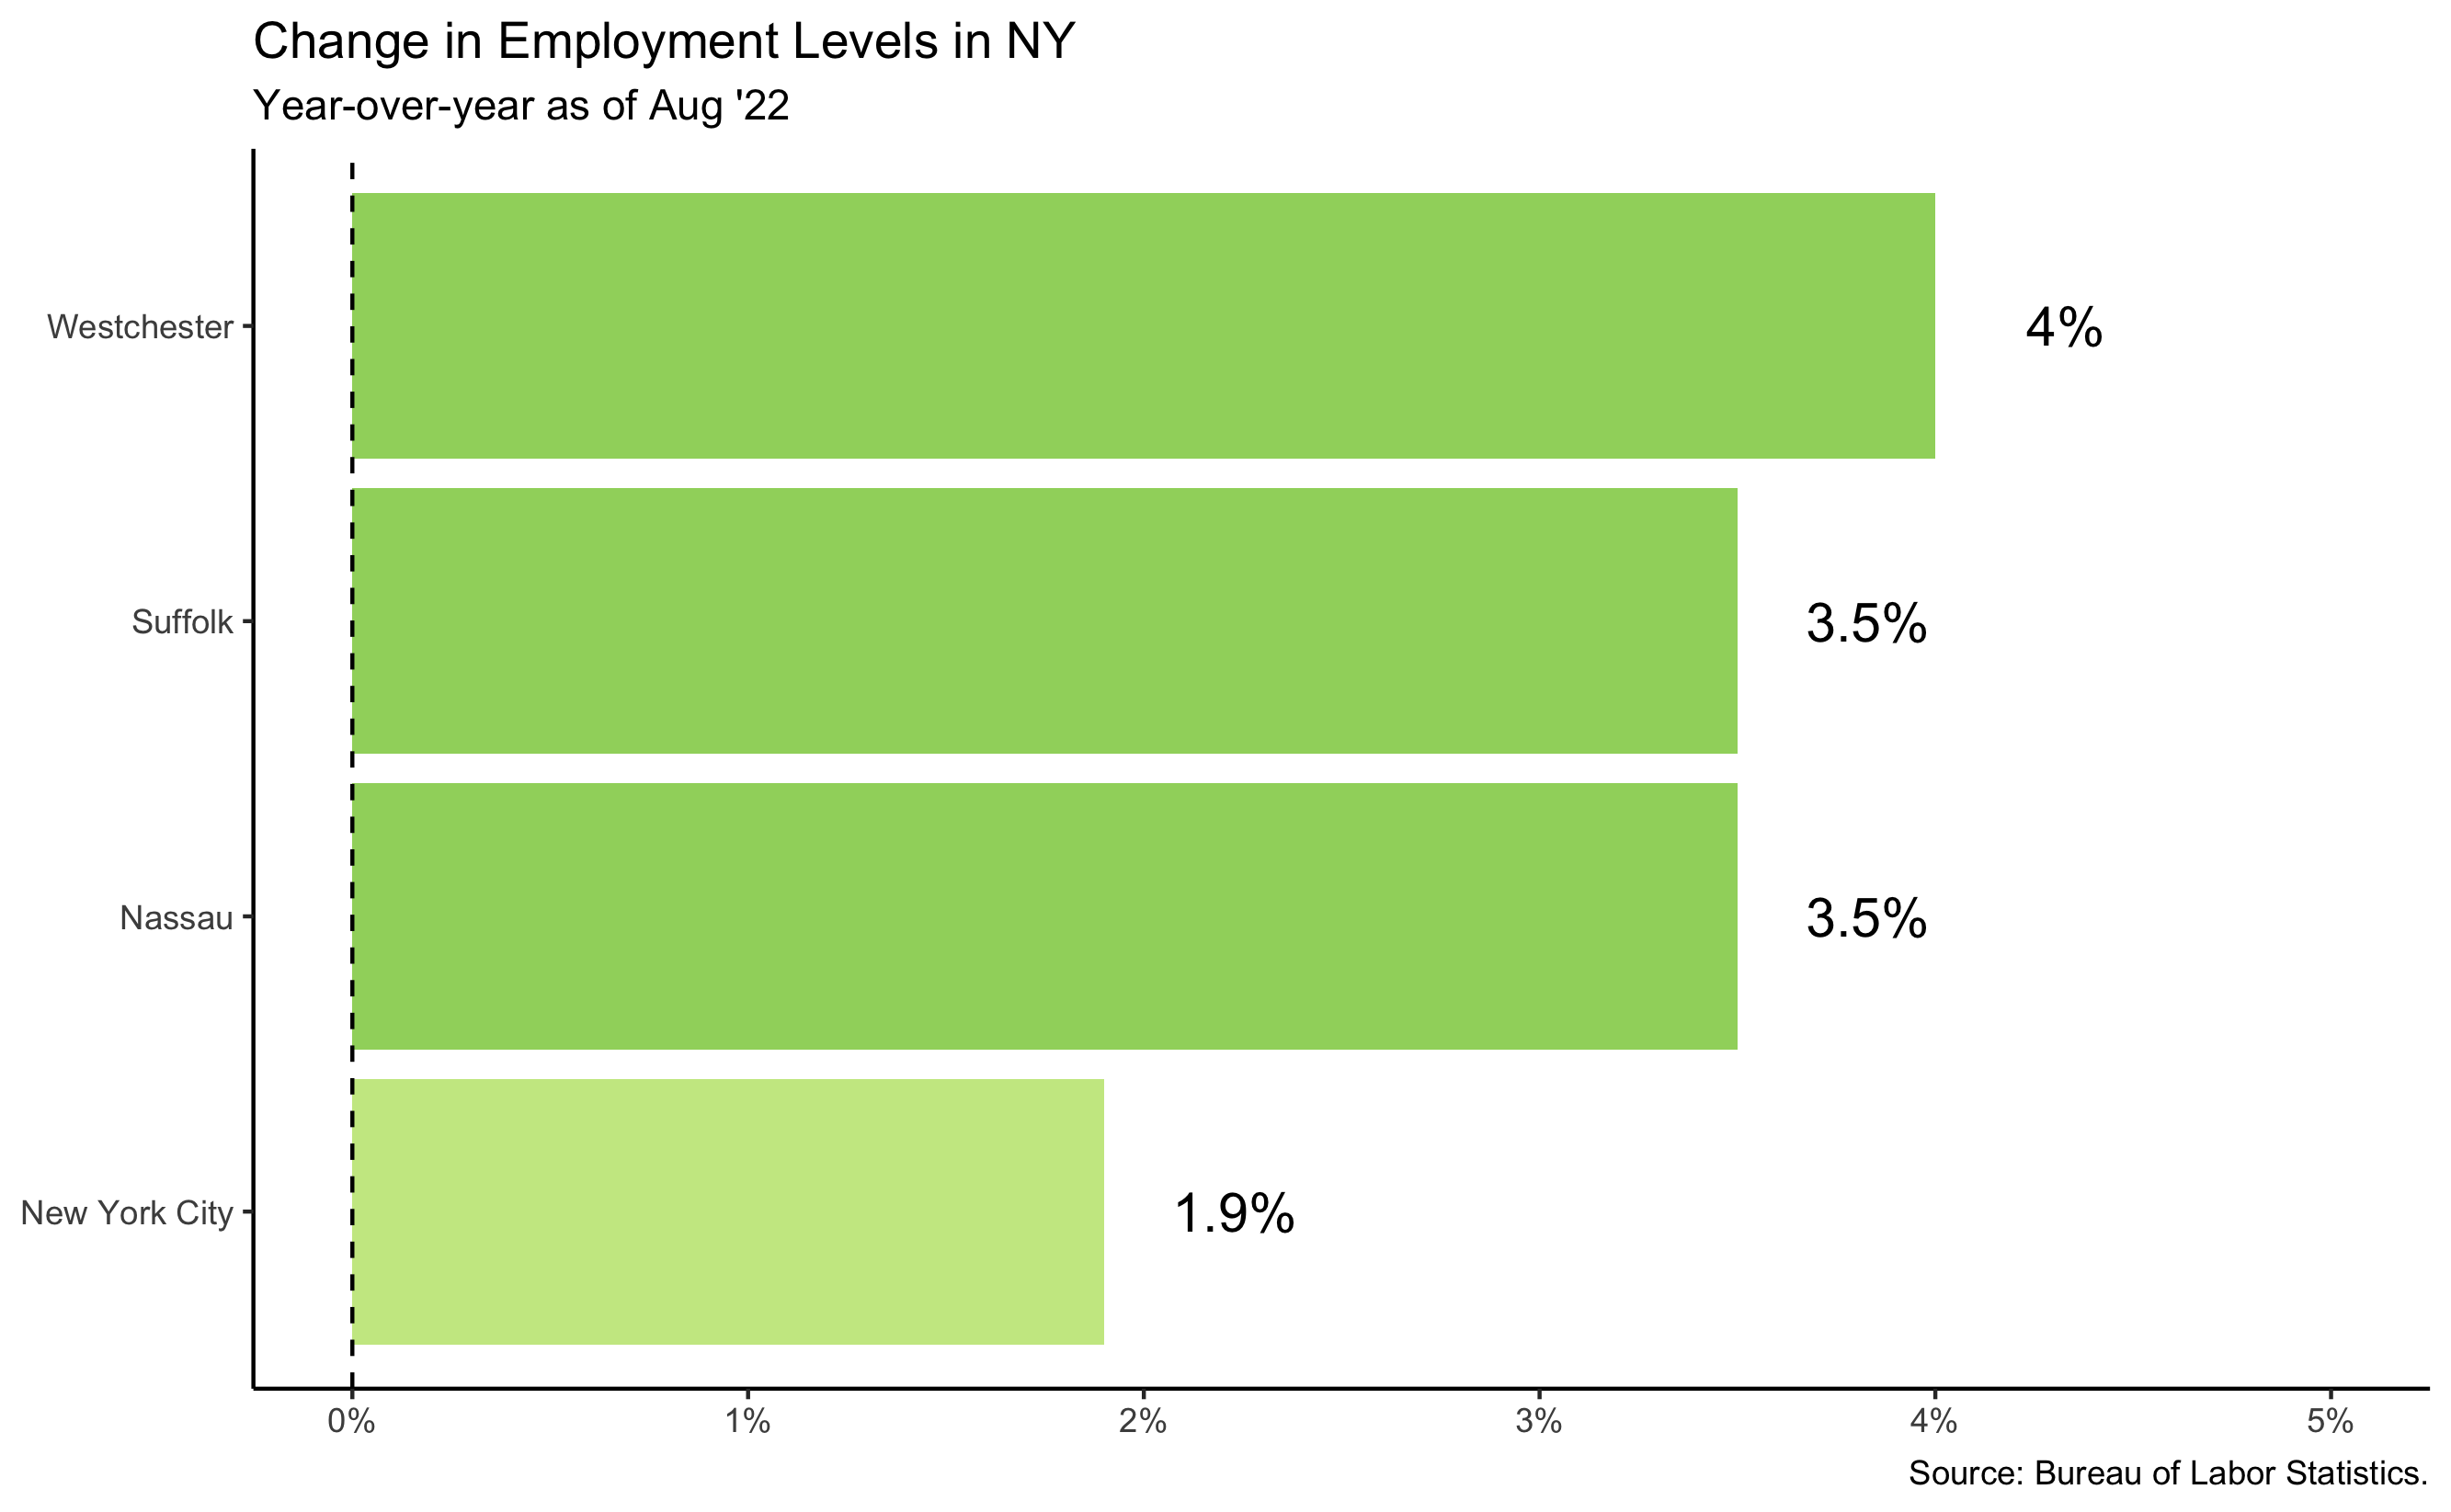 Change in Employment Levels in NY
Year-over-year as of Aug '22
Westchester
4%
Suffolk
3.5%
Nassau
3.5%
New York City
1.9%
0% 1% 2% 3% 4% 5%
Source: Bureau of Labor Statistics.